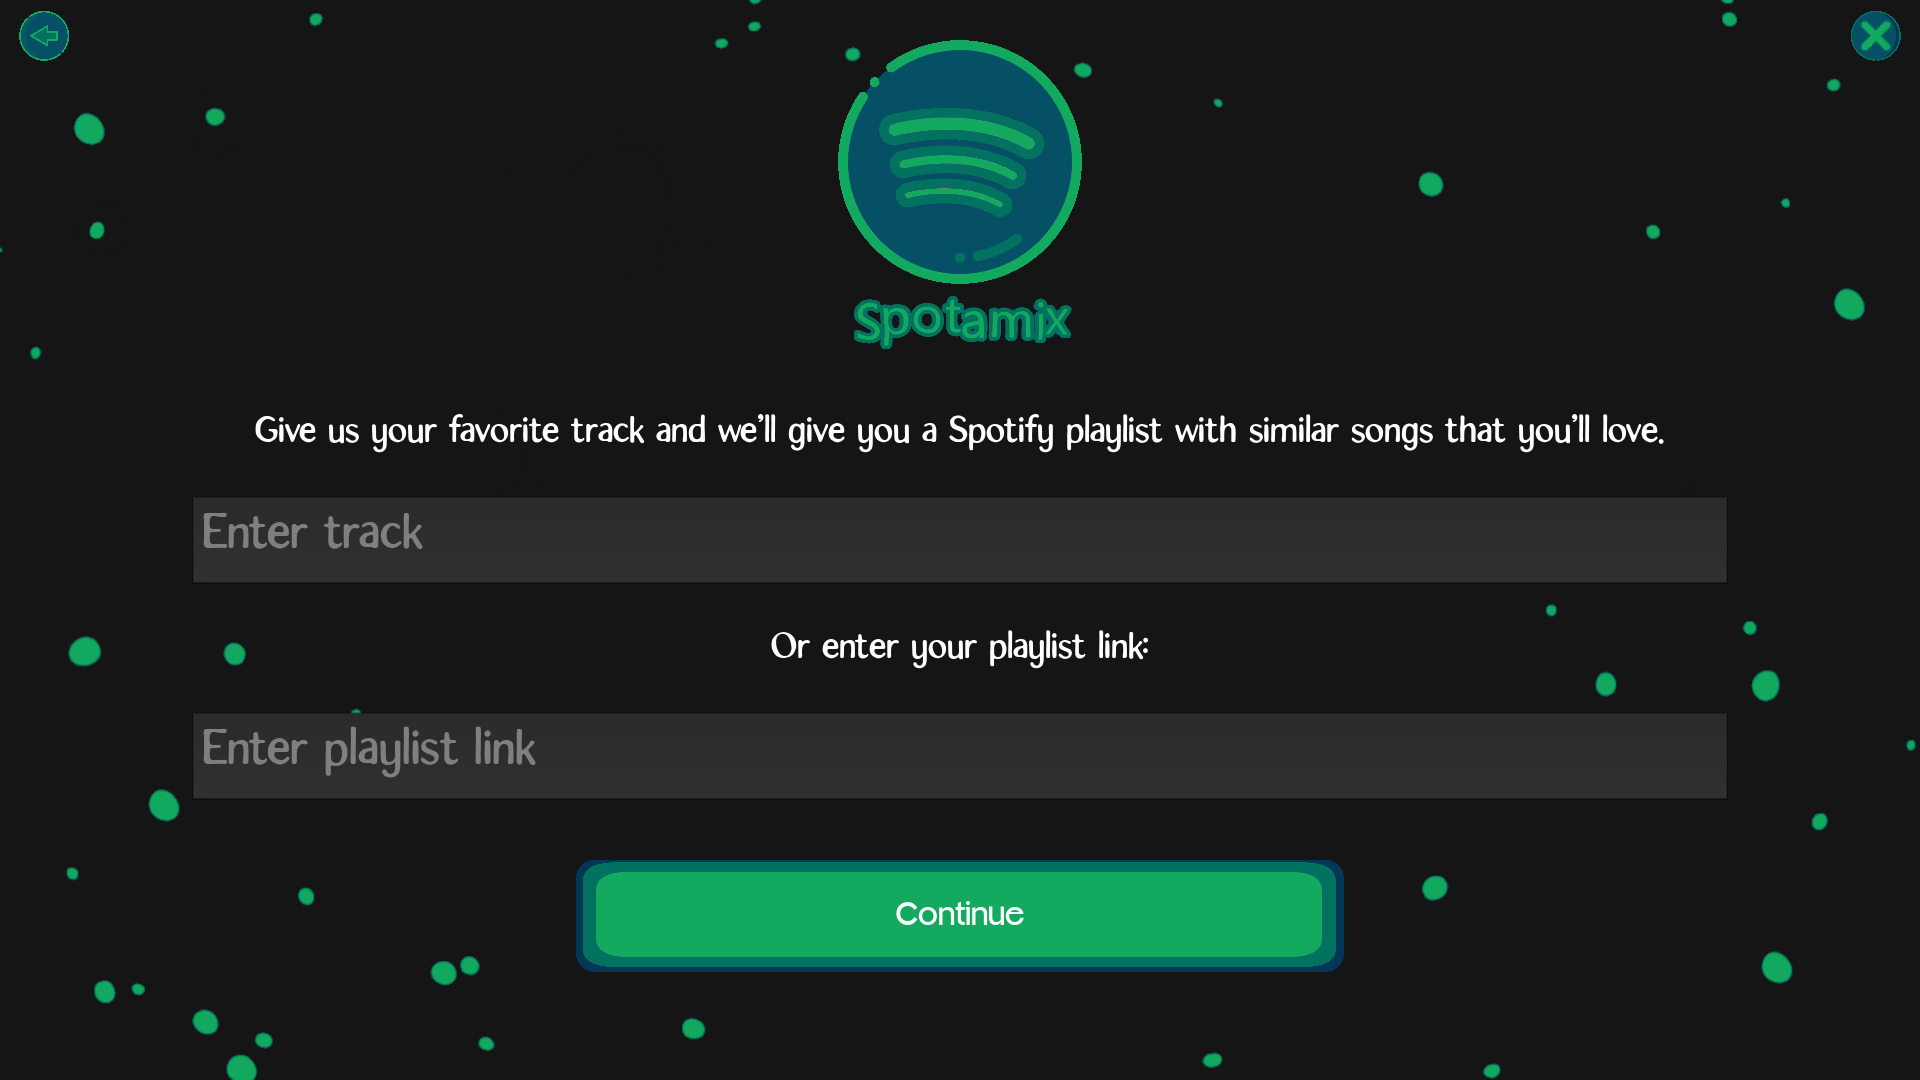 Spotamix
Give us your favorite track and we'll give you a Spotify playlist with similar songs that you'll love.
Enter track
Or enter your playlist link:
Enter playlist link
Continue